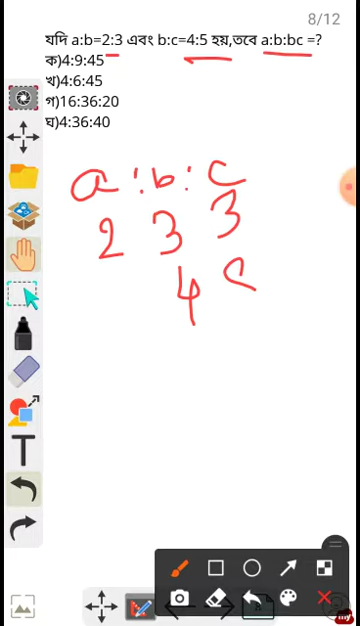 8/12
যদি a:b=2:3 এবং b:c=4:5 হয়,তবে a:b:bc =?
ক)4:9:45
খ)4:6:45
গ)16:36:20
ঘ)4:36:40
a : b : c
2 3 3
4
T